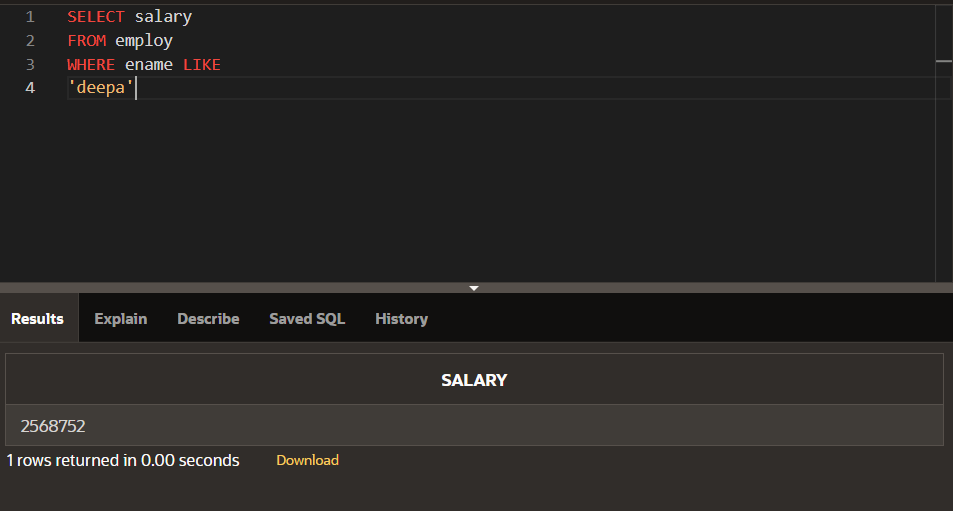 1 SELECT salary
2 FROM employ
3 WHERE ename LIKE
4 'deepa'
Results Explain Describe Saved SQL History
SALARY
2568752
1 rows returned in 0.00 seconds Download